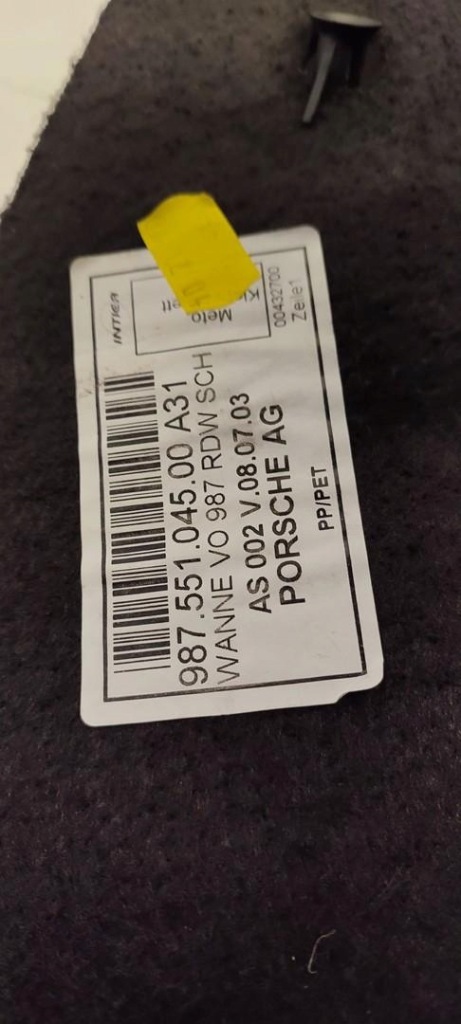 INTIER
Meto
00432700
Zeile1
987.551.045.00 A31
WANNE VO 987 RDW SCH
AS 002 V.08.07.03
PORSCHE AG
PP/PET